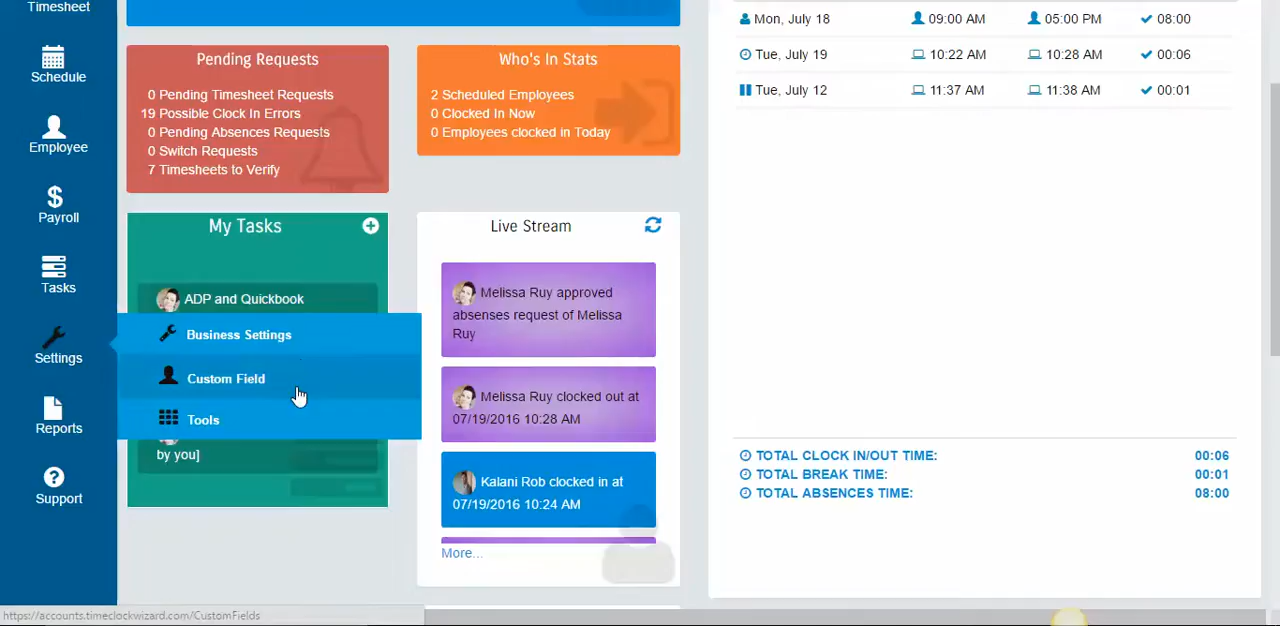 Timesheet
Schedule
Employee
Payroll
Tasks
Settings
Reports
Support
Pending Requests
0 Pending Timesheet Requests
19 Possible Clock In Errors
0 Pending Absences Requests
0 Switch Requests
7 Timesheets to Verify
Who's In Stats
2 Scheduled Employees
0 Clocked In Now
0 Employees clocked in Today
My Tasks
ADP and Quickbook
Business Settings
Custom Field
Tools
by you]
Live Stream
Melissa Ruy approved
absenses request of Melissa
Ruy
Melissa Ruy clocked out at
07/19/2016 10:28 AM
Kalani Rob clocked in at
07/19/2016 10:24 AM
More...
Mon, July 18 09:00 AM 05:00 PM 08:00
Tue, July 19 10:22 AM 10:28 AM 00:06
Tue, July 12 11:37 AM 11:38 AM 00:01
TOTAL CLOCK IN/OUT TIME: 00:06
TOTAL BREAK TIME: 00:01
TOTAL ABSENCES TIME: 08:00
https://accounts.timeclockwizard.com/CustomFields